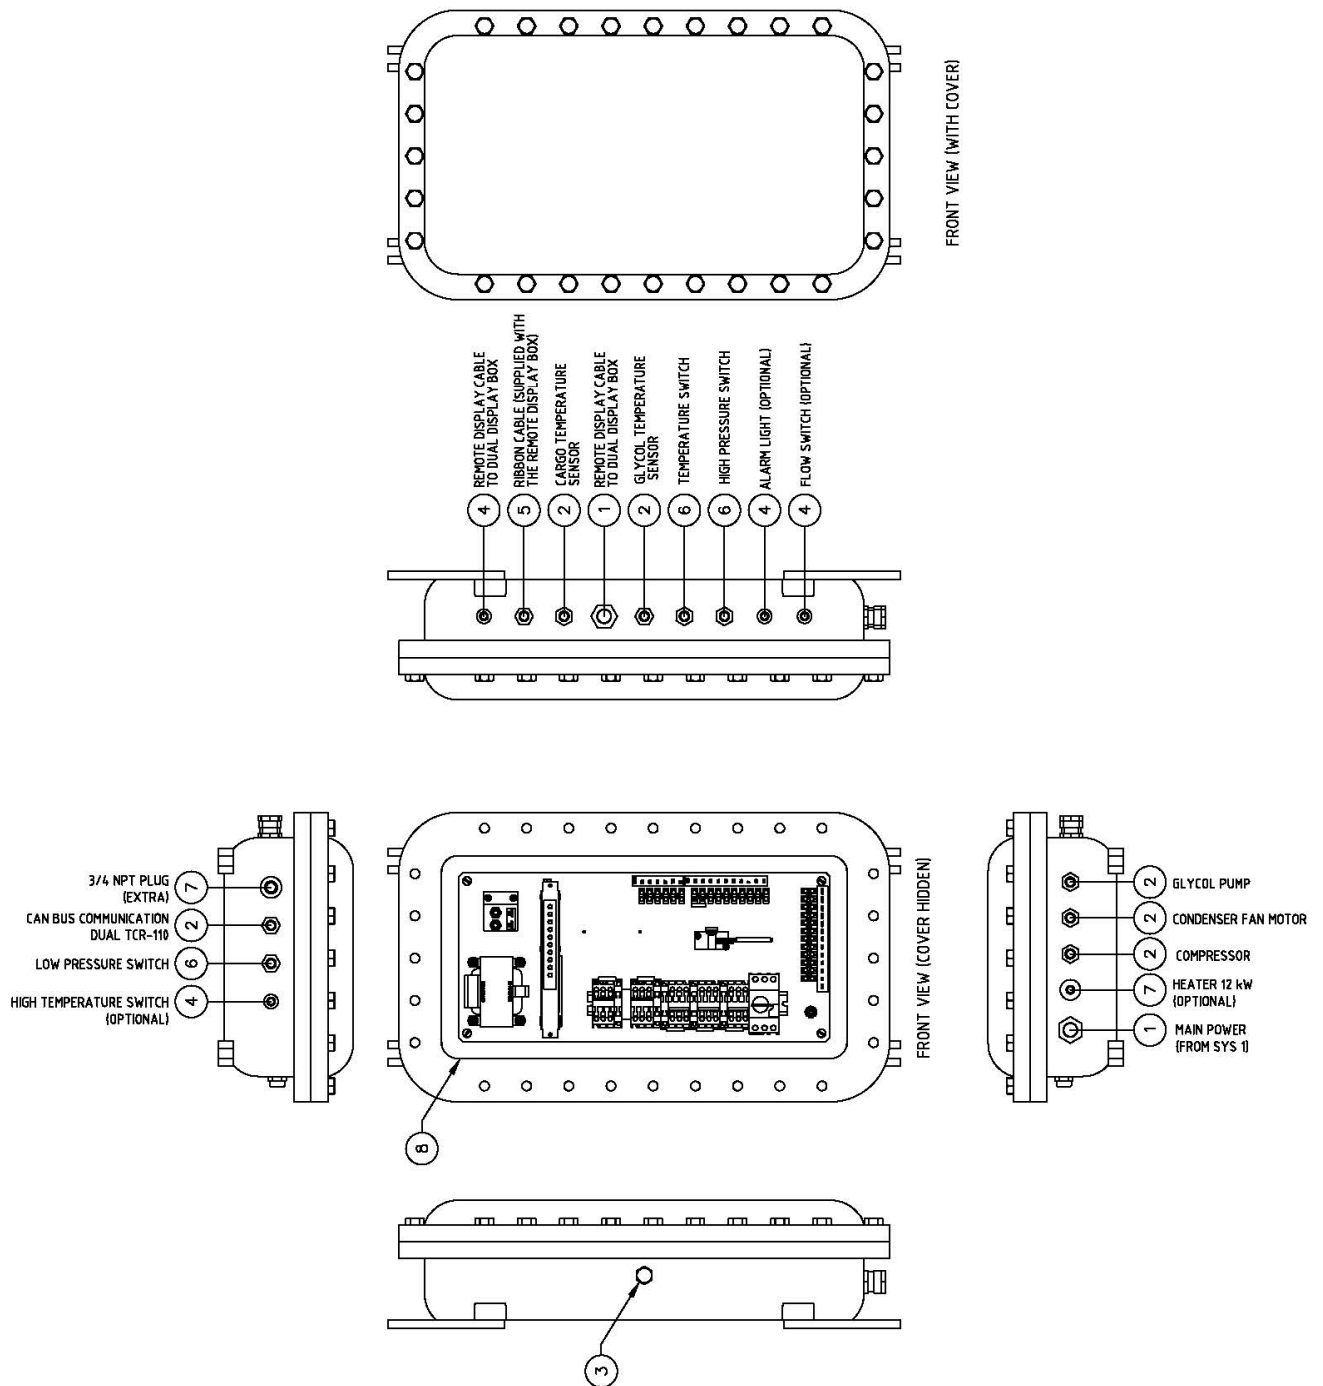 FRONT VIEW (WITH COVER)
4
REMOTE DISPLAY CABLE
TO DUAL DISPLAY BOX
5
RIBBON CABLE (SUPPLIED WITH
THE REMOTE DISPLAY BOX)
2
CARGO TEMPERATURE
SENSOR
1
REMOTE DISPLAY CABLE
TO DUAL DISPLAY BOX
2
GLYCOL TEMPERATURE
SENSOR
6
TEMPERATURE SWITCH
6
HIGH PRESSURE SWITCH
4
ALARM LIGHT (OPTIONAL)
4
FLOW SWITCH (OPTIONAL)
3/4 NPT PLUG
(EXTRA)
7
CAN BUS COMMUNICATION
DUAL TCR-110
2
LOW PRESSURE SWITCH
6
HIGH TEMPERATURE SWITCH
(OPTIONAL)
4
FRONT VIEW (COVER HIDDEN)
8
2
GLYCOL PUMP
2
CONDENSER FAN MOTOR
2
COMPRESSOR
7
HEATER 12 kW
(OPTIONAL)
1
MAIN POWER
(FROM SYS 1)
3